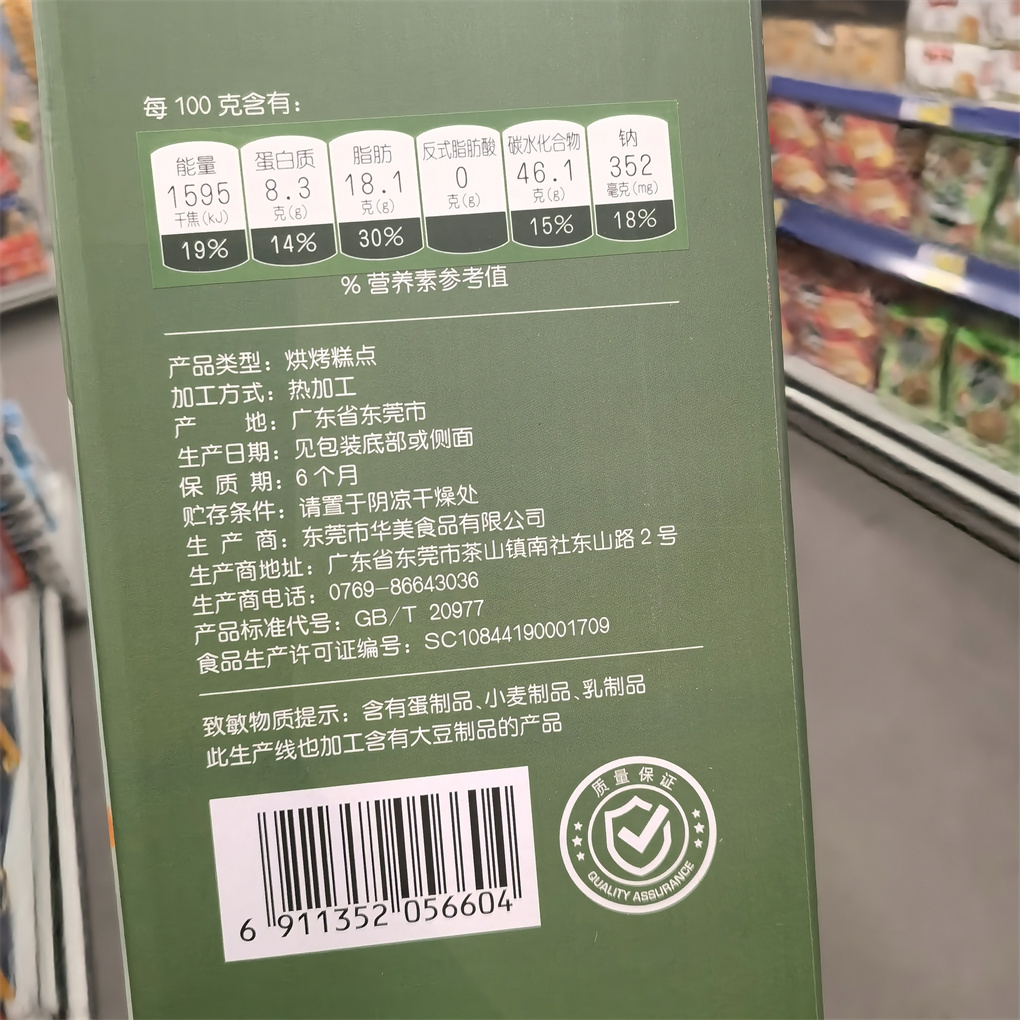 每 100 克含有：
能量 蛋白质 脂肪 反式脂肪酸 碳水化合物 钠
1595 8.3 18.1 0 46.1 352
千焦(kJ) 克(g) 克(g) 克(g) 克(g) 毫克(mg)
19% 14% 30% 15% 18%
% 营养素参考值
产品类型：烘烤糕点
加工方式：热加工
产 地：广东省东莞市
生产日期：见包装底部或侧面
保 质 期：6 个月
贮存条件：请置于阴凉干燥处
生 产 商：东莞市华美食品有限公司
生产商地址：广东省东莞市茶山镇南社东山路 2 号
生产商电话：0769-86643036
产品标准代号：GB/T 20977
食品生产许可证编号：SC10844190001709
致敏物质提示：含有蛋制品、小麦制品、乳制品
此生产线也加工含有大豆制品的产品
6 911352 056604
质量保证
QUALITY ASSURANCE